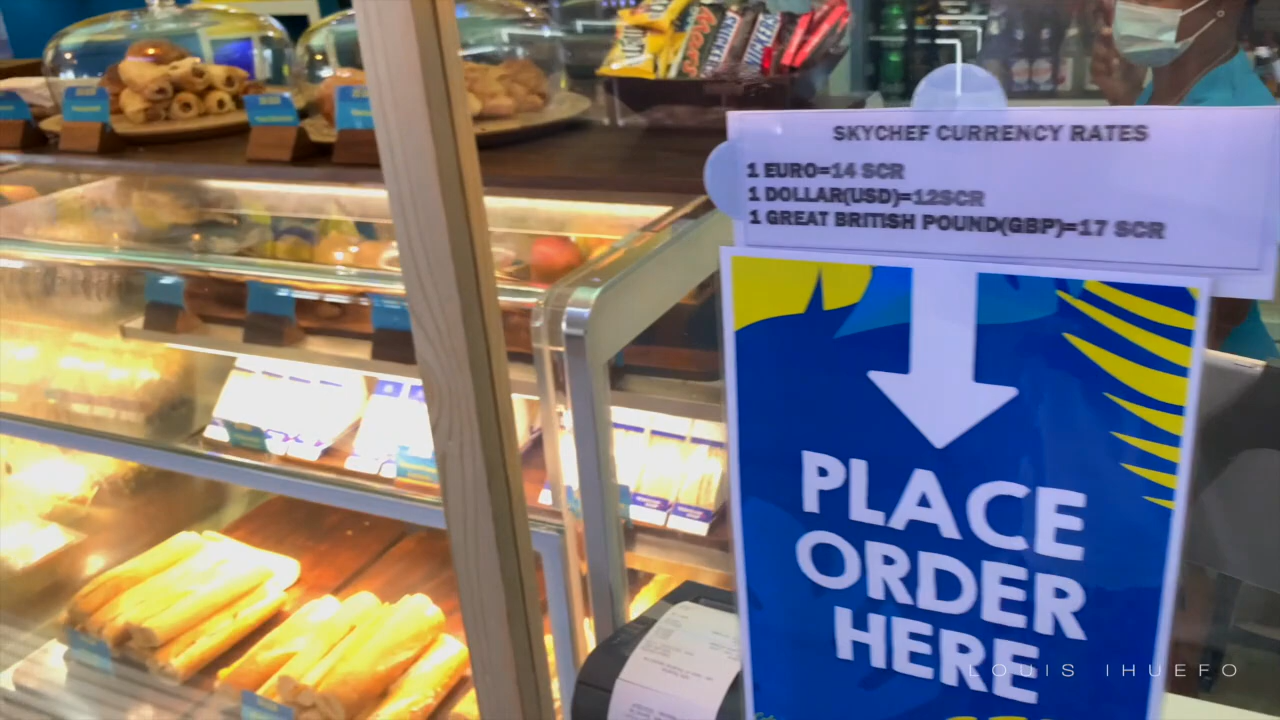 SKYCHEF CURRENCY RATES
1 EURO=14 SCR
1 DOLLAR(USD)=12SCR
1 GREAT BRITISH POUND(GBP)=17 SCR
PLACE
ORDER
HERE
LOUIS IHUEFO